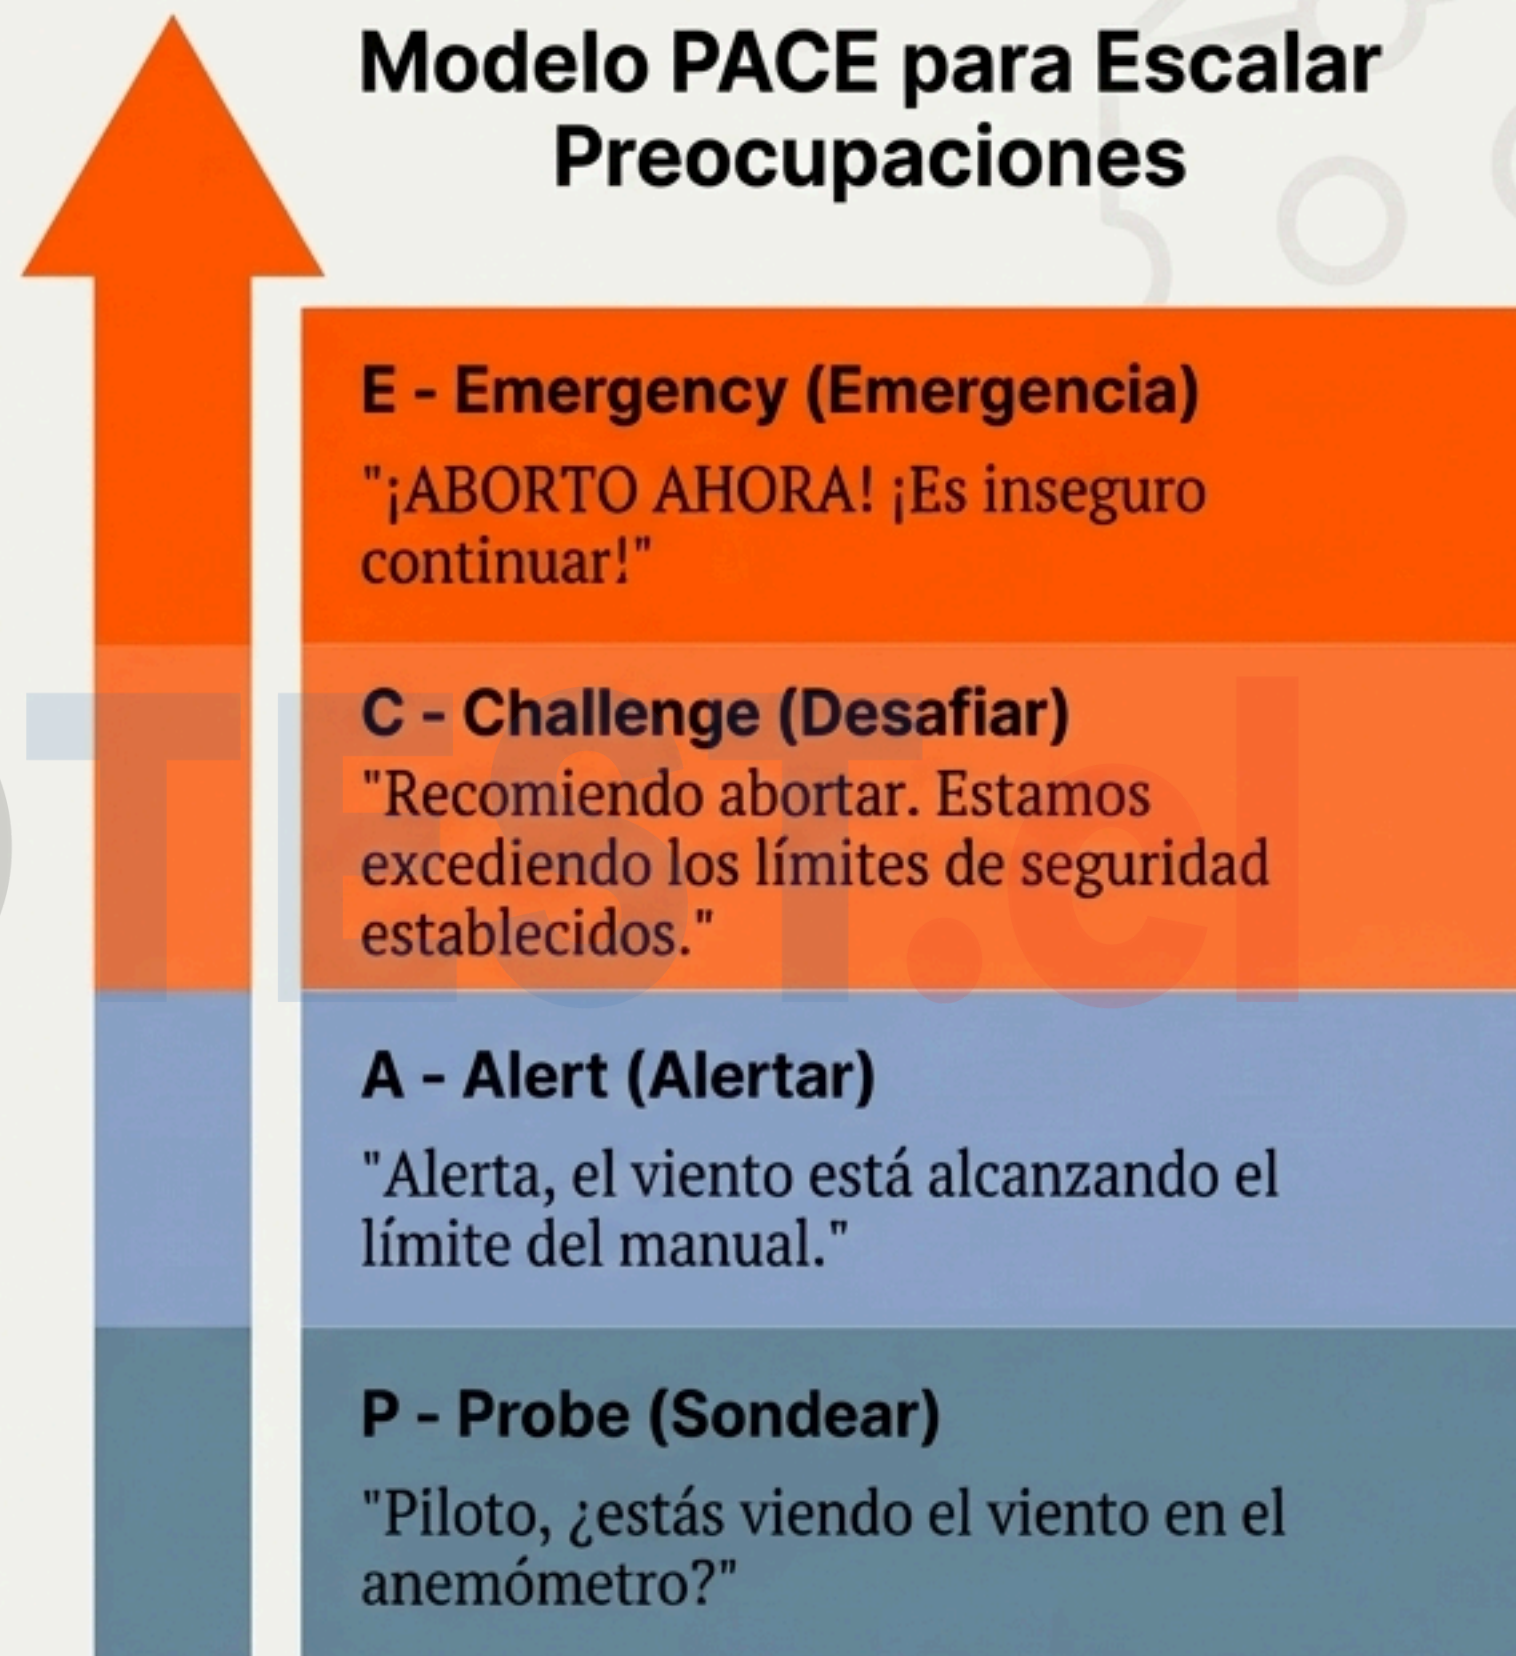 Modelo PACE para Escalar
Preocupaciones
E - Emergency (Emergencia)
"¡ABORTO AHORA! ¡Es inseguro
continuar!"
C - Challenge (Desafiar)
"Recomiendo abortar. Estamos
excediendo los límites de seguridad
establecidos."
A - Alert (Alertar)
"Alerta, el viento está alcanzando el
límite del manual."
P - Probe (Sondear)
"Piloto, ¿estás viendo el viento en el
anemómetro?"
TEST.cl